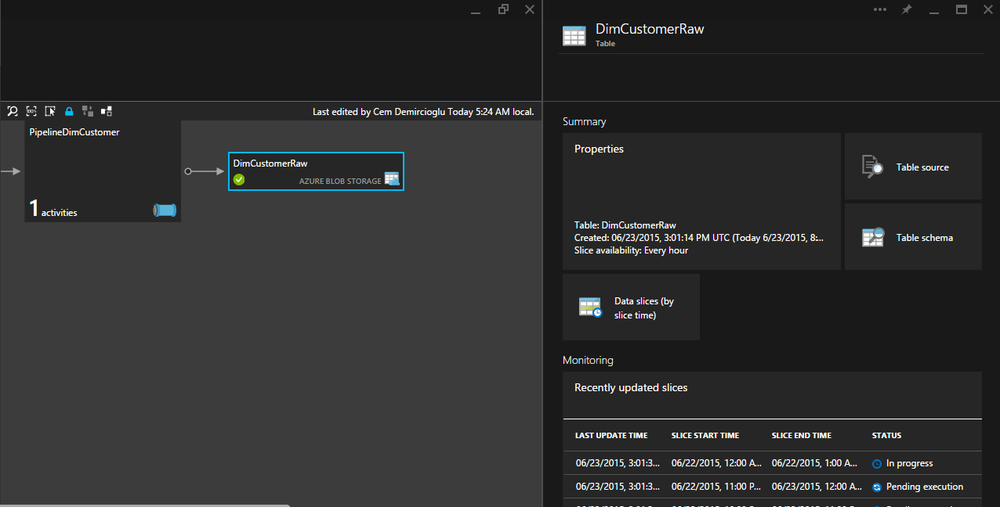 DimCustomerRaw
Table
100%
Last edited by Cem Demircioglu Today 5:24 AM local.
PipelineDimCustomer
1 activities
DimCustomerRaw
AZURE BLOB STORAGE
Summary
Properties
Table: DimCustomerRaw
Created: 06/23/2015, 3:01:14 PM UTC (Today 6/23/2015, 8:...
Slice availability: Every hour
Table source
Table schema
Data slices (by
slice time)
Monitoring
Recently updated slices
LAST UPDATE TIME SLICE START TIME SLICE END TIME STATUS
06/23/2015, 3:01:3... 06/22/2015, 12:00 A... 06/22/2015, 1:00 A... In progress
06/23/2015, 3:01:3... 06/22/2015, 11:00 P... 06/23/2015, 12:00 A... Pending execution